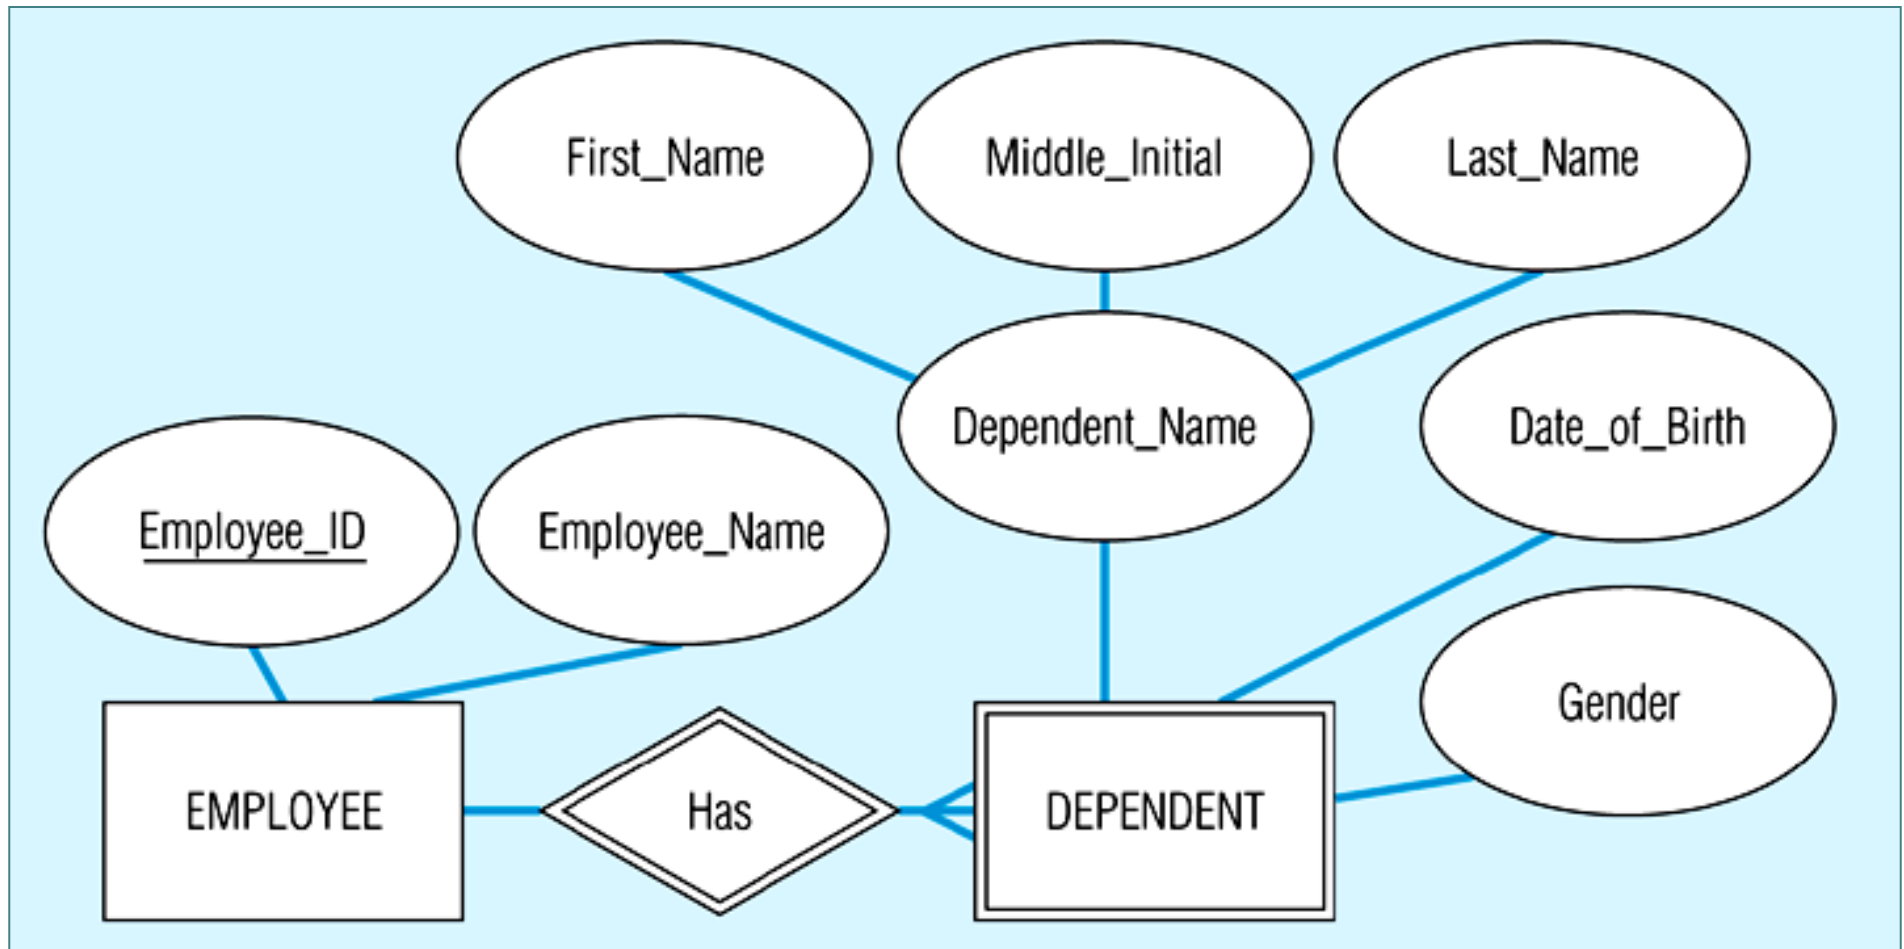 First_Name
Middle_Initial
Last_Name
Dependent_Name
Date_of_Birth
Employee_ID
Employee_Name
Gender
EMPLOYEE
Has
DEPENDENT